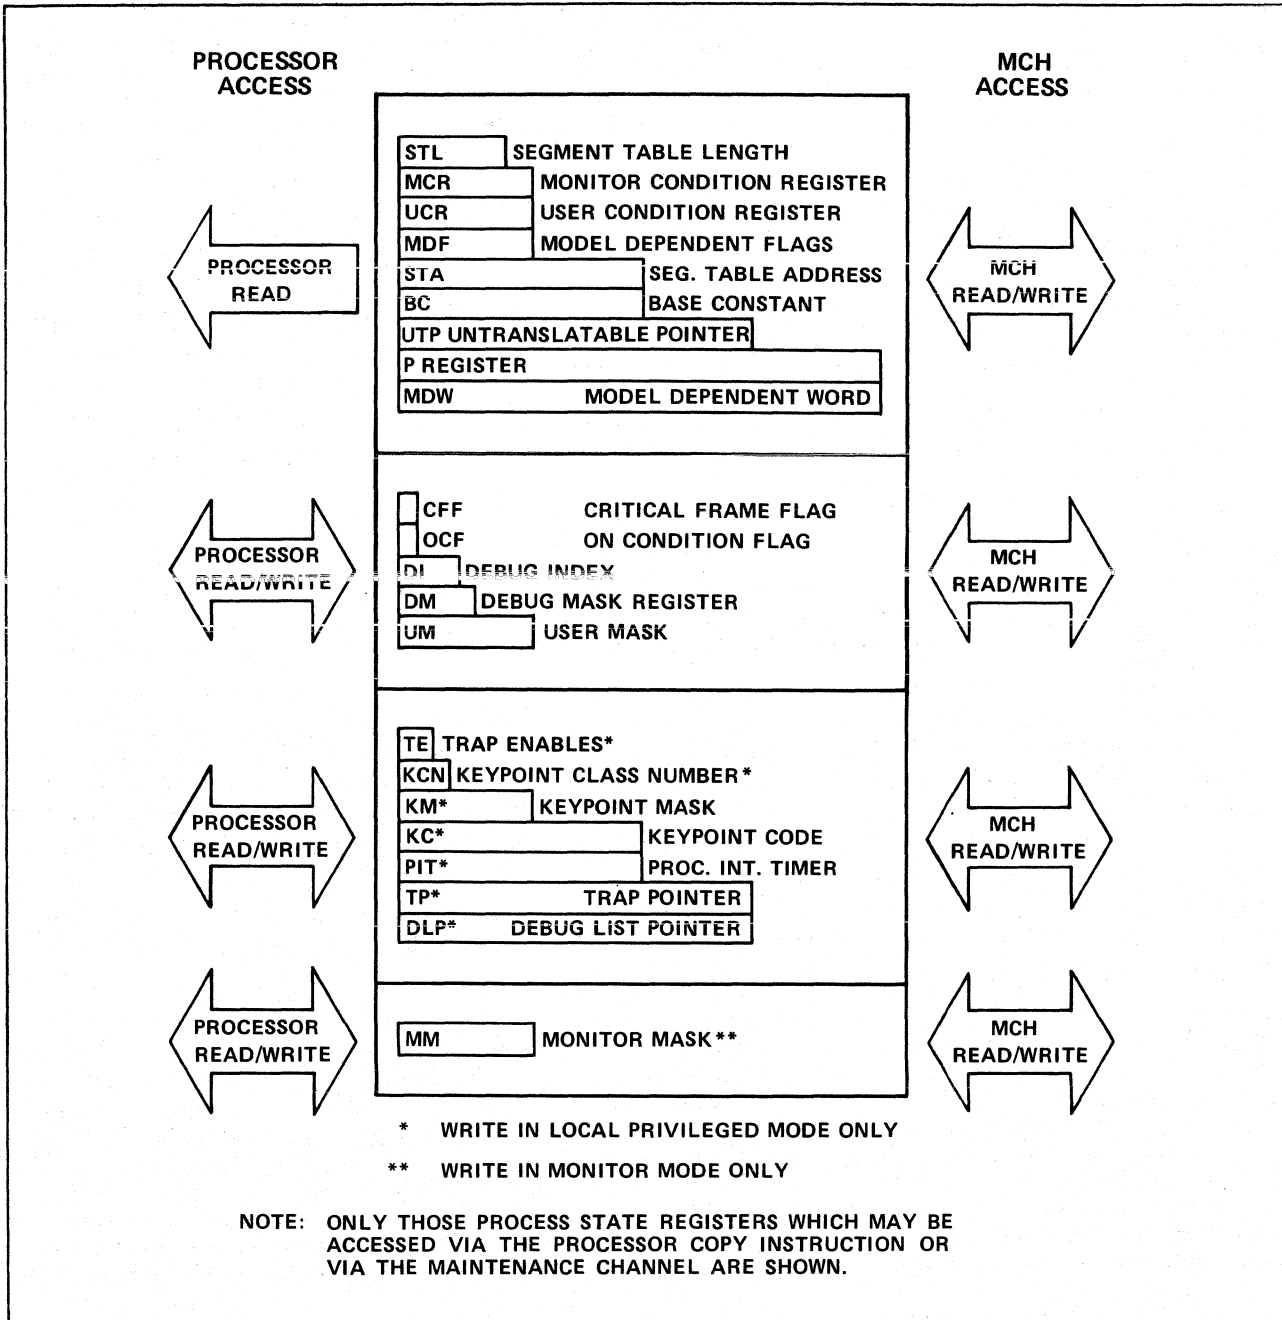 PROCESSOR
ACCESS
MCH
ACCESS
STL SEGMENT TABLE LENGTH
MCR MONITOR CONDITION REGISTER
UCR USER CONDITION REGISTER
MDF MODEL DEPENDENT FLAGS
STA SEG. TABLE ADDRESS
BC BASE CONSTANT
UTP UNTRANSLATABLE POINTER
P REGISTER
MDW MODEL DEPENDENT WORD
PROCESSOR
READ
MCH
READ/WRITE
CFF CRITICAL FRAME FLAG
OCF ON CONDITION FLAG
DI DEBUG INDEX
DM DEBUG MASK REGISTER
UM USER MASK
PROCESSOR
READ/WRITE
MCH
READ/WRITE
TE TRAP ENABLES*
KCN KEYPOINT CLASS NUMBER*
KM* KEYPOINT MASK
KC* KEYPOINT CODE
PIT* PROC. INT. TIMER
TP* TRAP POINTER
DLP* DEBUG LIST POINTER
PROCESSOR
READ/WRITE
MCH
READ/WRITE
MM MONITOR MASK**
PROCESSOR
READ/WRITE
MCH
READ/WRITE
* WRITE IN LOCAL PRIVILEGED MODE ONLY
** WRITE IN MONITOR MODE ONLY
NOTE: ONLY THOSE PROCESS STATE REGISTERS WHICH MAY BE
ACCESSED VIA THE PROCESSOR COPY INSTRUCTION OR
VIA THE MAINTENANCE CHANNEL ARE SHOWN.